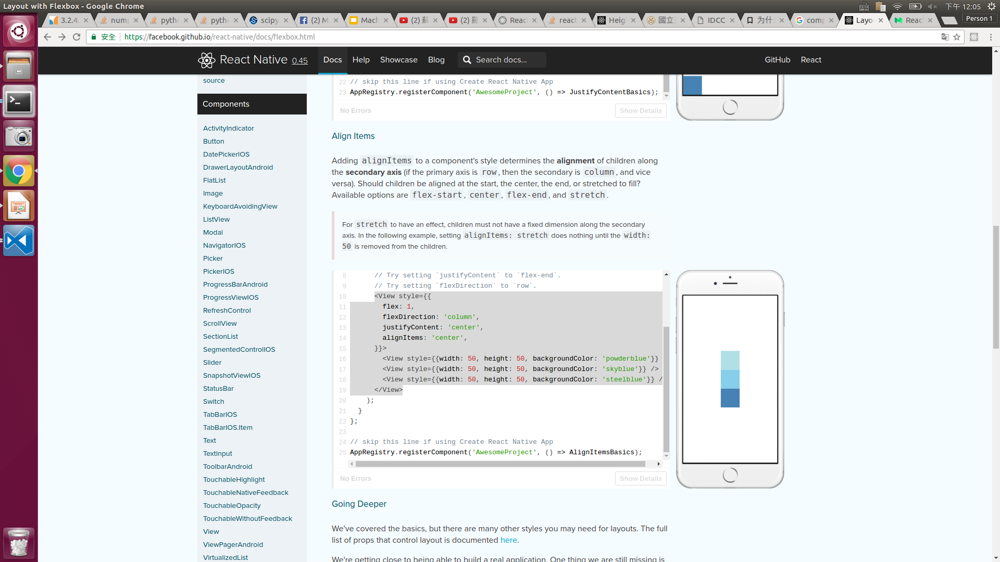 Layout with Flexbox - Google Chrome
下午 12:05
3.2.4.
nump
pytho
pytho
scipy
(2) M
Mach
(2) 蘇
(2) 羅
Reac
react
Heig
國立
IDCC
为什
comp
Layo
Reac
Person 1
安全
https://facebook.github.io/react-native/docs/flexbox.html
React Native 0.45
Docs
Help
Showcase
Blog
Search docs...
GitHub
React
source
Components
ActivityIndicator
Button
DatePickerIOS
DrawerLayoutAndroid
FlatList
Image
KeyboardAvoidingView
ListView
Modal
NavigatorIOS
Picker
PickerIOS
ProgressBarAndroid
ProgressViewIOS
RefreshControl
ScrollView
SectionList
SegmentedControlIOS
Slider
SnapshotViewIOS
StatusBar
Switch
TabBarIOS
TabBarIOS.Item
Text
TextInput
ToolbarAndroid
TouchableHighlight
TouchableNativeFeedback
TouchableOpacity
TouchableWithoutFeedback
View
ViewPagerAndroid
VirtualizedList
22 // skip this line if using Create React Native App
23 AppRegistry.registerComponent('AwesomeProject', () => JustifyContentBasics);
No Errors
Show Details
Align Items
Adding alignItems to a component's style determines the alignment of children along
the secondary axis (if the primary axis is row, then the secondary is column, and vice
versa). Should children be aligned at the start, the center, the end, or stretched to fill?
Available options are flex-start, center, flex-end, and stretch.
For stretch to have an effect, children must not have a fixed dimension along the secondary
axis. In the following example, setting alignItems: stretch does nothing until the width:
50 is removed from the children.
8 // Try setting `justifyContent` to `flex-end`.
9 // Try setting `flexDirection` to `row`.
10 <View style={{
11 flex: 1,
12 flexDirection: 'column',
13 justifyContent: 'center',
14 alignItems: 'center',
15 }}>
16 <View style={{width: 50, height: 50, backgroundColor: 'powderblue'}}
17 <View style={{width: 50, height: 50, backgroundColor: 'skyblue'}} />
18 <View style={{width: 50, height: 50, backgroundColor: 'steelblue'}} /
19 </View>
20 );
21 }
22 };
23
24 // skip this line if using Create React Native App
25 AppRegistry.registerComponent('AwesomeProject', () => AlignItemsBasics);
No Errors
Show Details
Going Deeper
We've covered the basics, but there are many other styles you may need for layouts. The full
list of props that control layout is documented here.
We're getting close to being able to build a real application. One thing we are still missing is